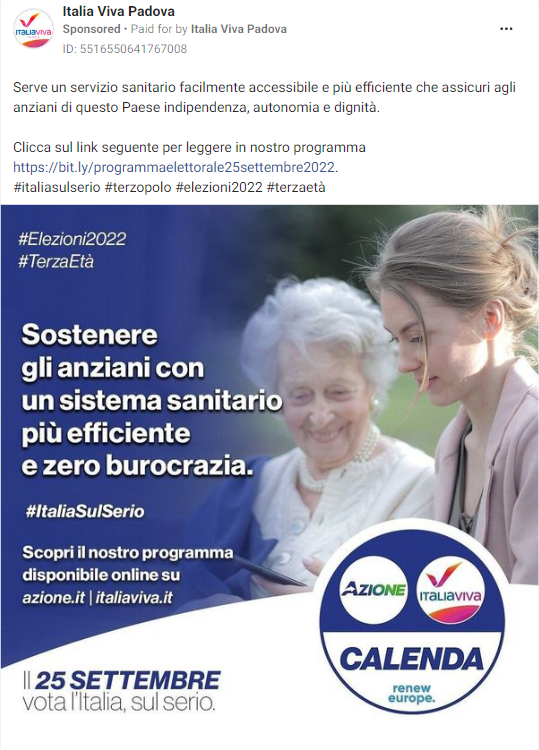 Italia Viva Padova
Sponsored • Paid for by Italia Viva Padova
ID: 5516550641767008
Serve un servizio sanitario facilmente accessibile e più efficiente che assicuri agli
anziani di questo Paese indipendenza, autonomia e dignità.
Clicca sul link seguente per leggere in nostro programma
https://bit.ly/programmaelettorale25settembre2022.
#italiasulserio #terzopolo #elezioni2022 #terzaetà
#Elezioni2022
#TerzaEtà
Sostenere
gli anziani con
un sistema sanitario
più efficiente
e zero burocrazia.
#ItaliaSulSerio
Scopri il nostro programma
disponibile online su
azione.it | italiaviva.it
AZIONE
ITALIAVIVA
CALENDA
renew
europe.
Il 25 SETTEMBRE
vota l'Italia, sul serio.